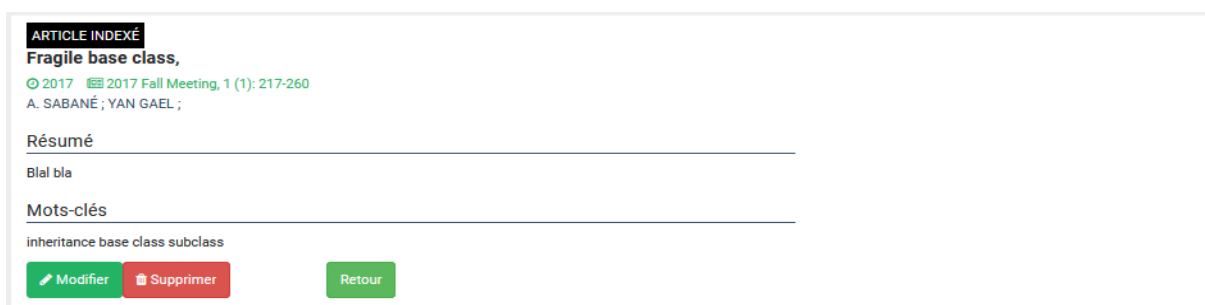 ARTICLE INDEXÉ
Fragile base class,
2017 2017 Fall Meeting, 1 (1): 217-260
A. SABANÉ ; YAN GAEL ;
Résumé
Blal bla
Mots-clés
inheritance base class subclass
Modifier Supprimer Retour